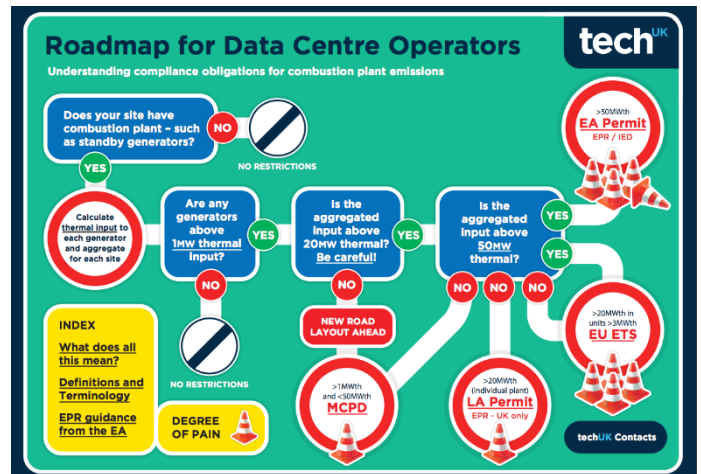 Roadmap for Data Centre Operators
Understanding compliance obligations for combustion plant emissions
tech UK
Does your site have
combustion plant – such
as standby generators?
NO
NO RESTRICTIONS
YES
>50MWth
EA Permit
EPR / IED
Calculate
thermal input to
each generator
and aggregate
for each site
Are any
generators
above
1MW thermal
input?
YES
Is the
aggregated
input above
20MW thermal?
Be careful!
YES
Is the
aggregated
input above
50MW
thermal?
YES
YES
NO
NO
NO
NO
NO
NO RESTRICTIONS
NEW ROAD
LAYOUT AHEAD
>1MWth
and <50MWth
MCPD
>20MWth
(individual plant)
LA Permit
EPR - UK only
>20MWth in
units >3MWth
EU ETS
INDEX
What does all
this mean?
Definitions and
Terminology
EPR guidance
from the EA
DEGREE
OF PAIN
techUK Contacts